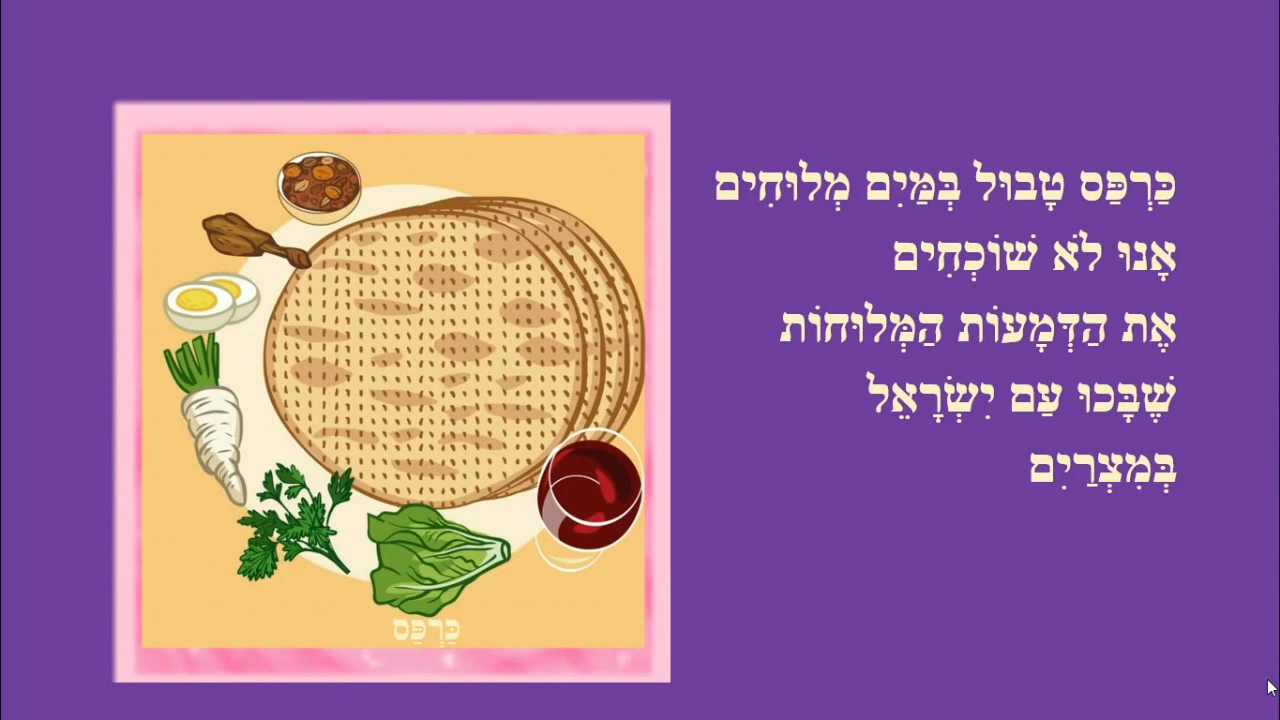 כַּרְפַּס טָבוּל בְּמַּיִם מְלוּחִים
אָנוּ לֹא שׁוֹכְחִים
אֶת הַדְּמָעוֹת הַמְּלוּחוֹת
שֶׁבָּכוּ עַם יִשְׂרָאֵל
בְּמִצְרַיִם
כַּרְפַּס